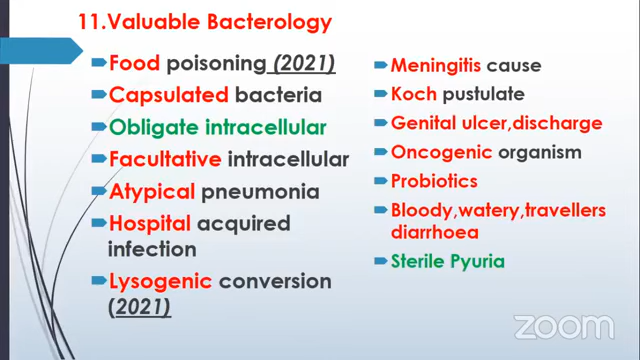 11.Valuable Bacterology
Food poisoning (2021)
Capsulated bacteria
Obligate intracellular
Facultative intracellular
Atypical pneumonia
Hospital acquired
infection
Lysogenic conversion
(2021)
Meningitis cause
Koch pustulate
Genital ulcer,discharge
Oncogenic organism
Probiotics
Bloody,watery,travellers
diarrhoea
Sterile Pyuria
zoom